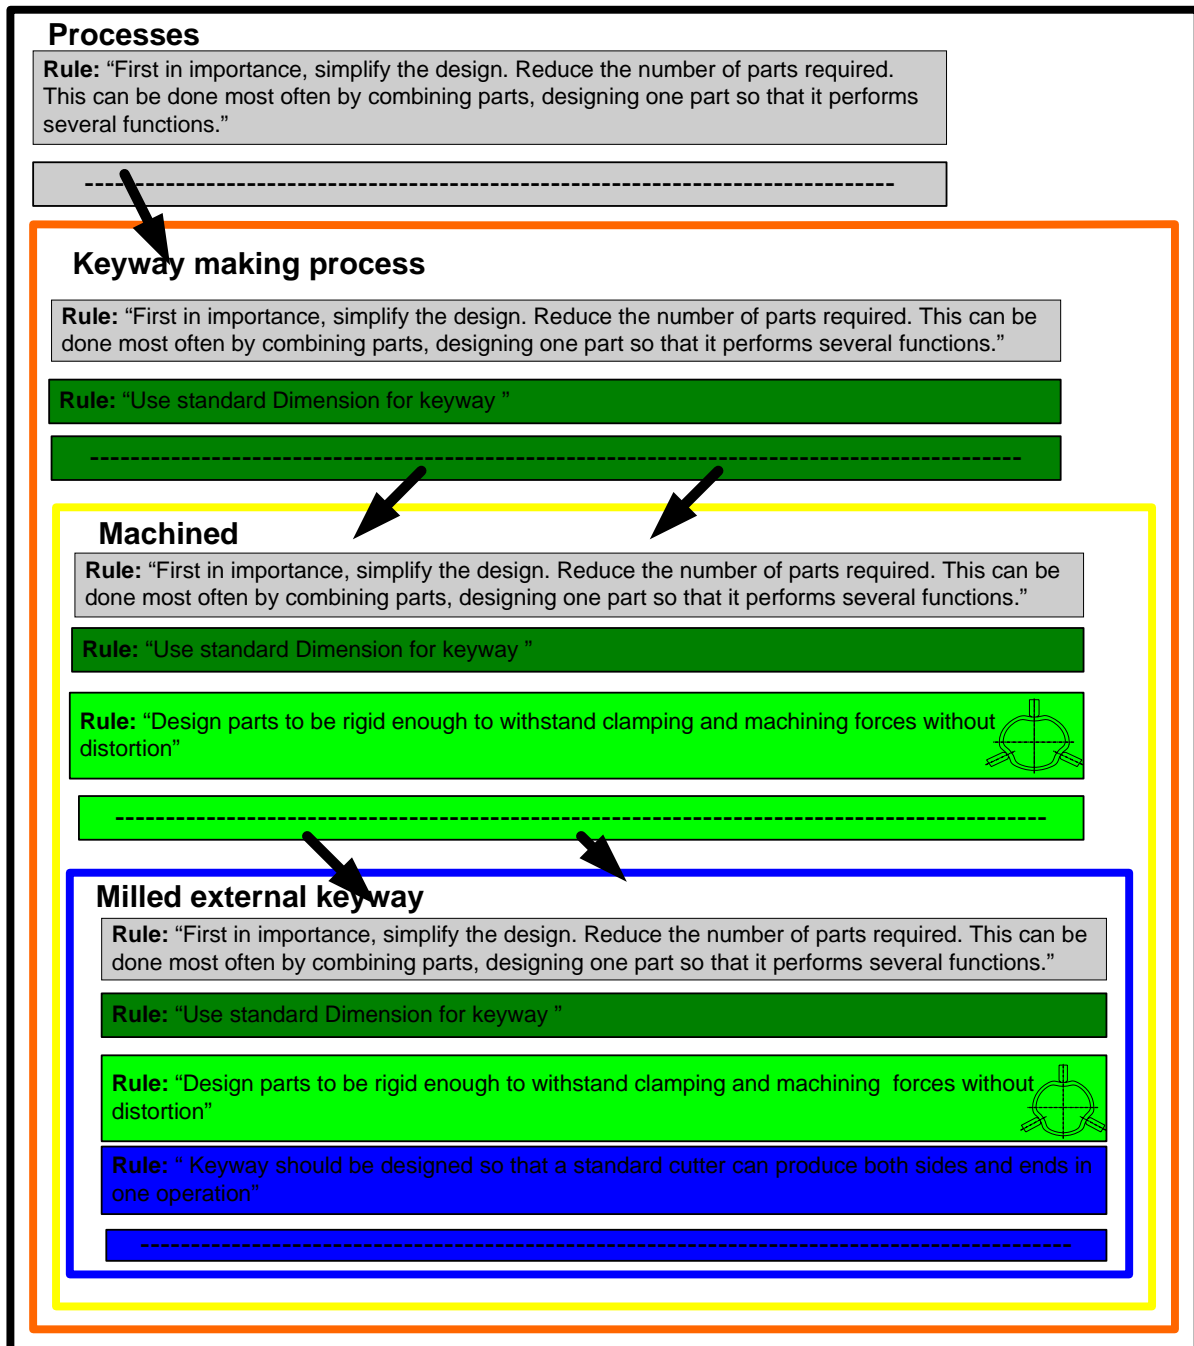 Processes
Rule: “First in importance, simplify the design. Reduce the number of parts required.
This can be done most often by combining parts, designing one part so that it performs
several functions.”
--------------------------------------------------------------------------------
Keyway making process
Rule: “First in importance, simplify the design. Reduce the number of parts required. This can be
done most often by combining parts, designing one part so that it performs several functions.”
Rule: “Use standard Dimension for keyway ”
--------------------------------------------------------------------------------------------
Machined
Rule: “First in importance, simplify the design. Reduce the number of parts required. This can be
done most often by combining parts, designing one part so that it performs several functions.”
Rule: “Use standard Dimension for keyway ”
Rule: “Design parts to be rigid enough to withstand clamping and machining forces without
distortion”
--------------------------------------------------------------------------------------------
Milled external keyway
Rule: “First in importance, simplify the design. Reduce the number of parts required. This can be
done most often by combining parts, designing one part so that it performs several functions.”
Rule: “Use standard Dimension for keyway ”
Rule: “Design parts to be rigid enough to withstand clamping and machining  forces without
distortion”
Rule: “ Keyway should be designed so that a standard cutter can produce both sides and ends in
one operation”
--------------------------------------------------------------------------------------------